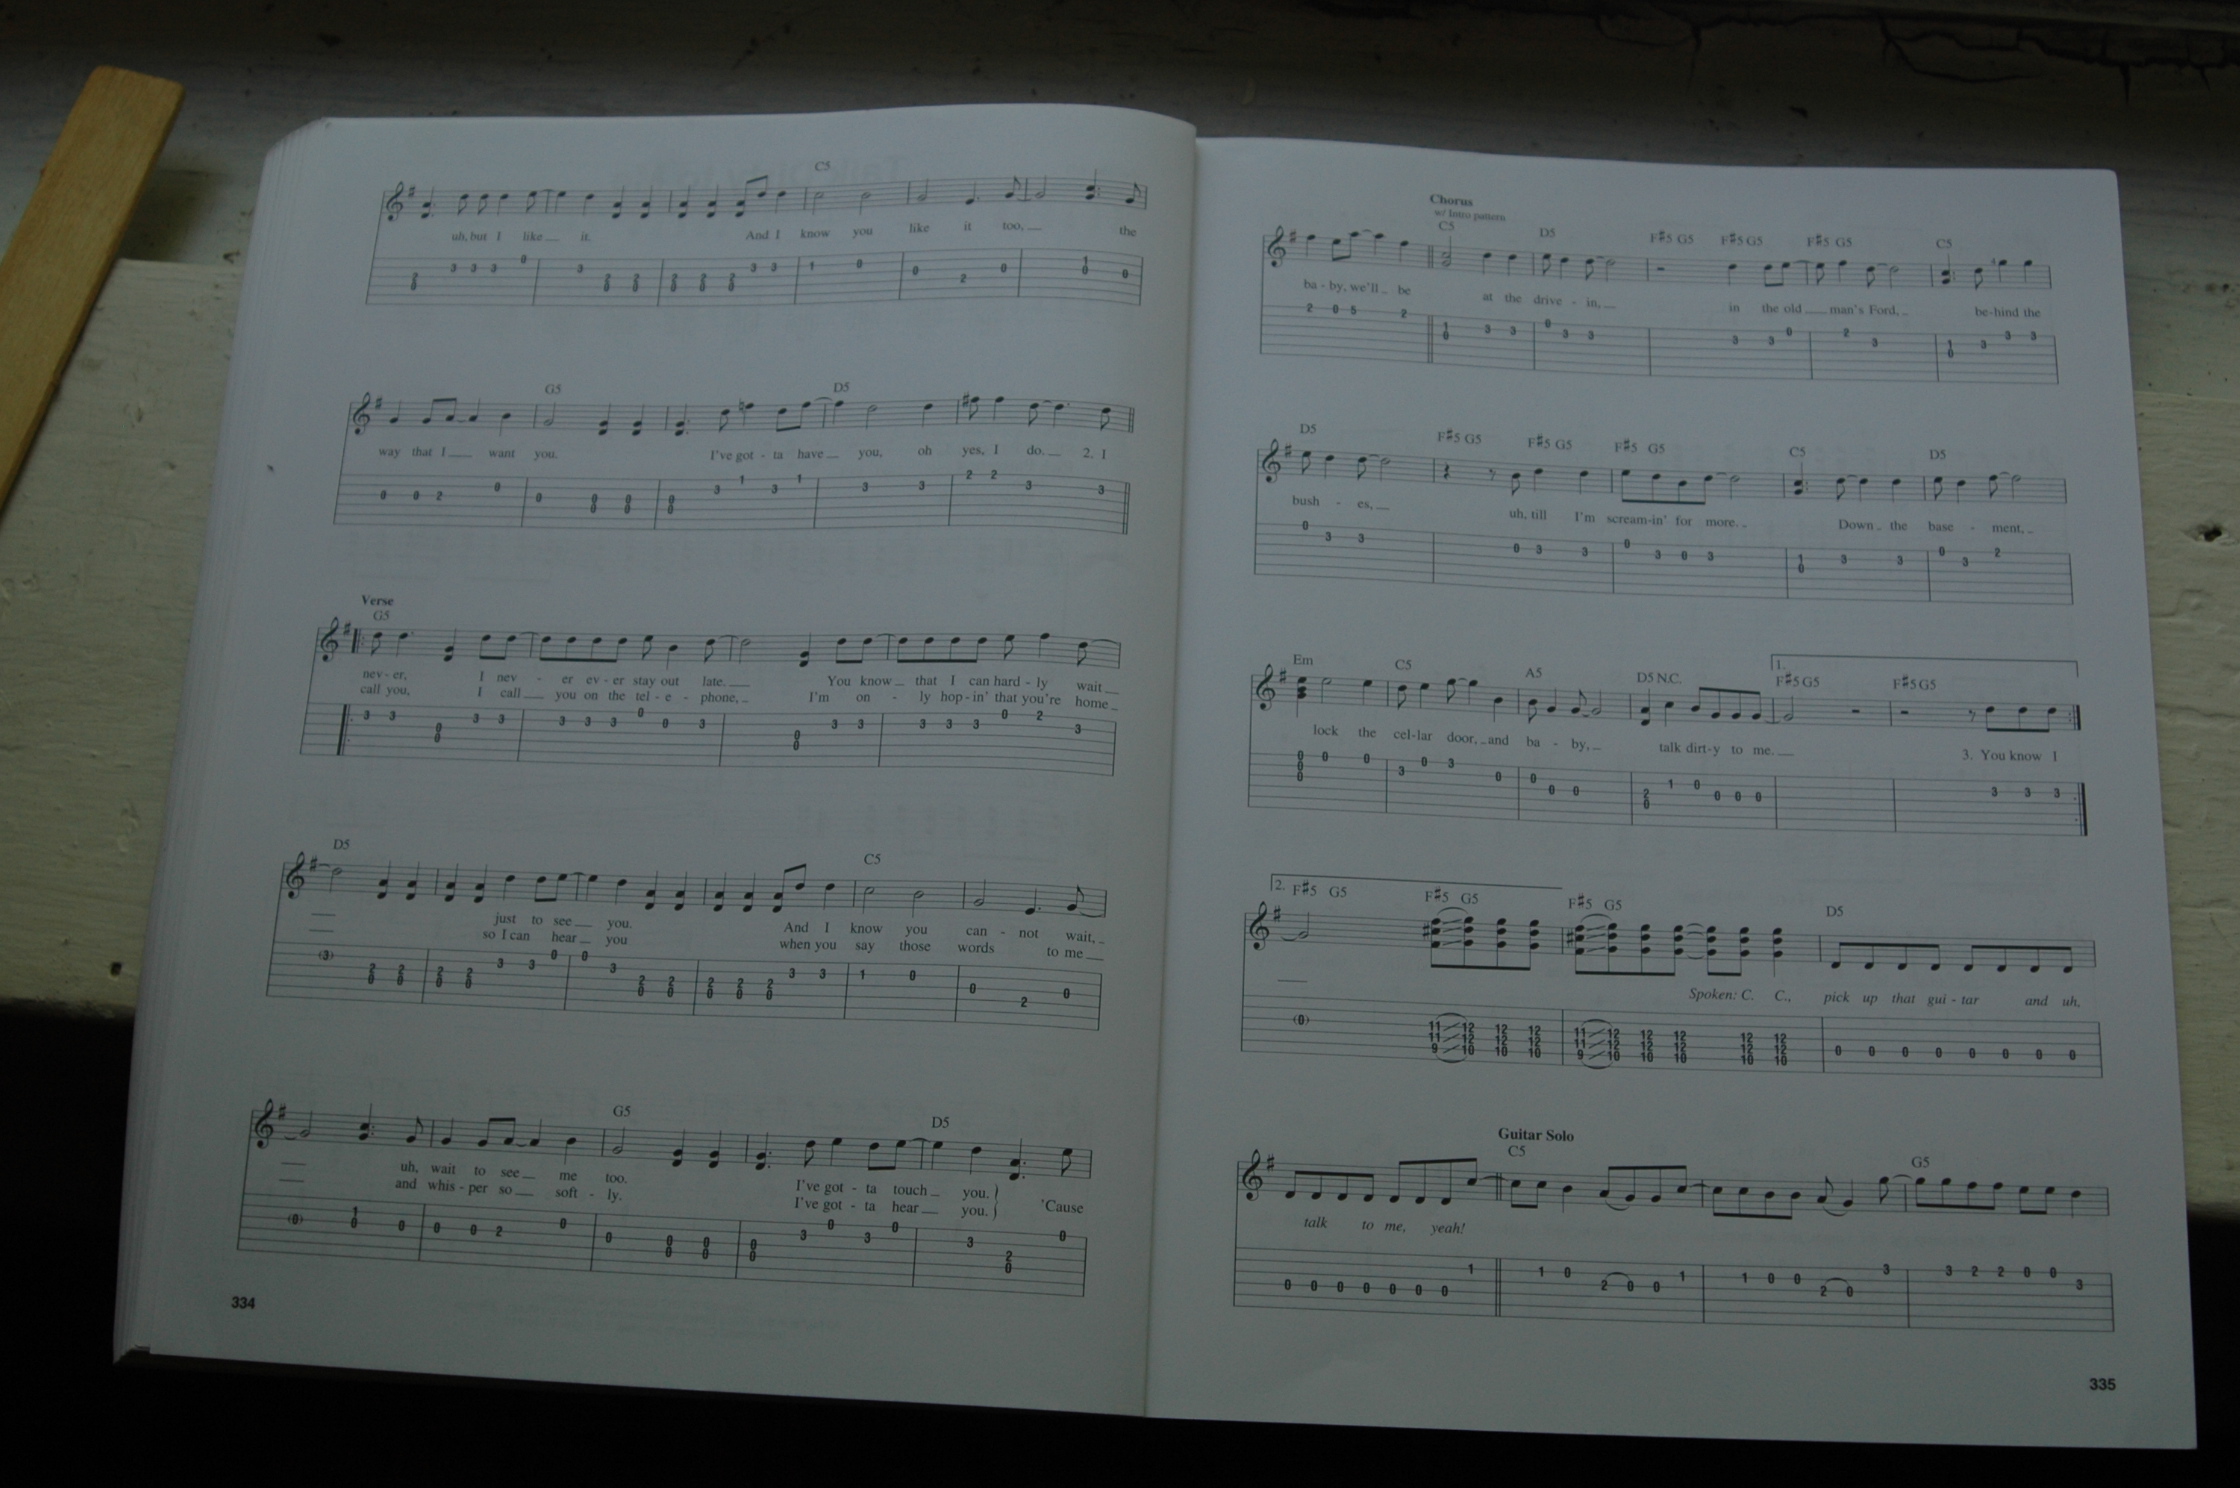 C5
uh, but I like it. And I know you like it too, the
G5 D5
way that I want you. I've got - ta have you, oh yes, I do. 2. I
Verse
G5
nev - er, I nev - er ev - er stay out late. You know that I can hard - ly wait
call you, I call you on the tel - e - phone, I'm on - ly hop - in' that you're home
D5 C5
just to see you. And I know you can - not wait,
so I can hear you when you say those words to me
(3)
G5 D5
uh, wait to see me too. I've got - ta touch you. } 'Cause
and whis - per so soft - ly. I've got - ta hear you. }
334
Chorus
w/ Intro pattern
C5 D5 F#5 G5 F#5 G5 F#5 G5 C5
ba - by, we'll be at the drive - in, in the old man's Ford, be - hind the
D5 F#5 G5 F#5 G5 F#5 G5 C5 D5
bush - es, uh, till I'm scream - in' for more. Down the base - ment,
1.
Em C5 A5 D5 N.C. F#5 G5 F#5 G5
lock the cel - lar door, and ba - by, talk dirt - y to me. 3. You know I
2.
F#5 G5 F#5 G5 F#5 G5 D5
Spoken: C. C., pick up that gui - tar and uh,
Guitar Solo
C5 G5
talk to me, yeah!
335